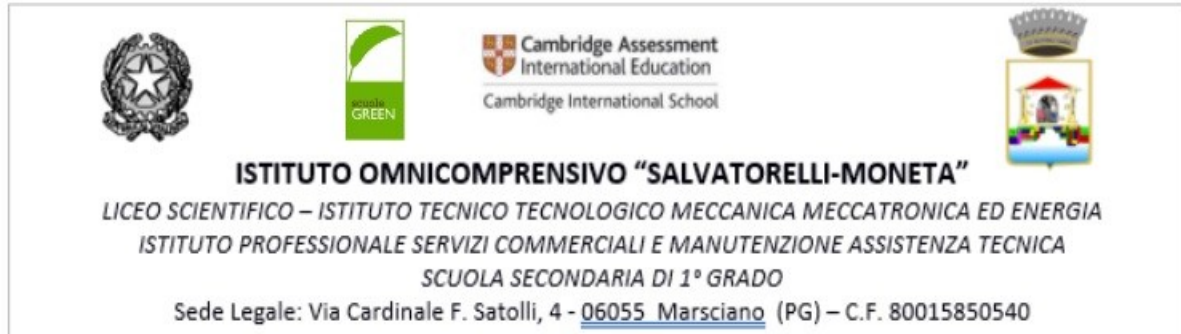 scuola
GREEN
Cambridge Assessment
International Education
Cambridge International School
ISTITUTO OMNICOMPRENSIVO “SALVATORELLI-MONETA”
LICEO SCIENTIFICO – ISTITUTO TECNICO TECNOLOGICO MECCANICA MECCATRONICA ED ENERGIA
ISTITUTO PROFESSIONALE SERVIZI COMMERCIALI E MANUTENZIONE ASSISTENZA TECNICA
SCUOLA SECONDARIA DI 1° GRADO
Sede Legale: Via Cardinale F. Satolli, 4 - 06055 Marsciano (PG) – C.F. 80015850540